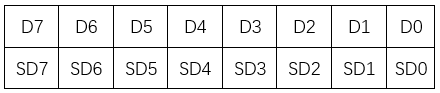 D7 D6 D5 D4 D3 D2 D1 D0
SD7 SD6 SD5 SD4 SD3 SD2 SD1 SD0